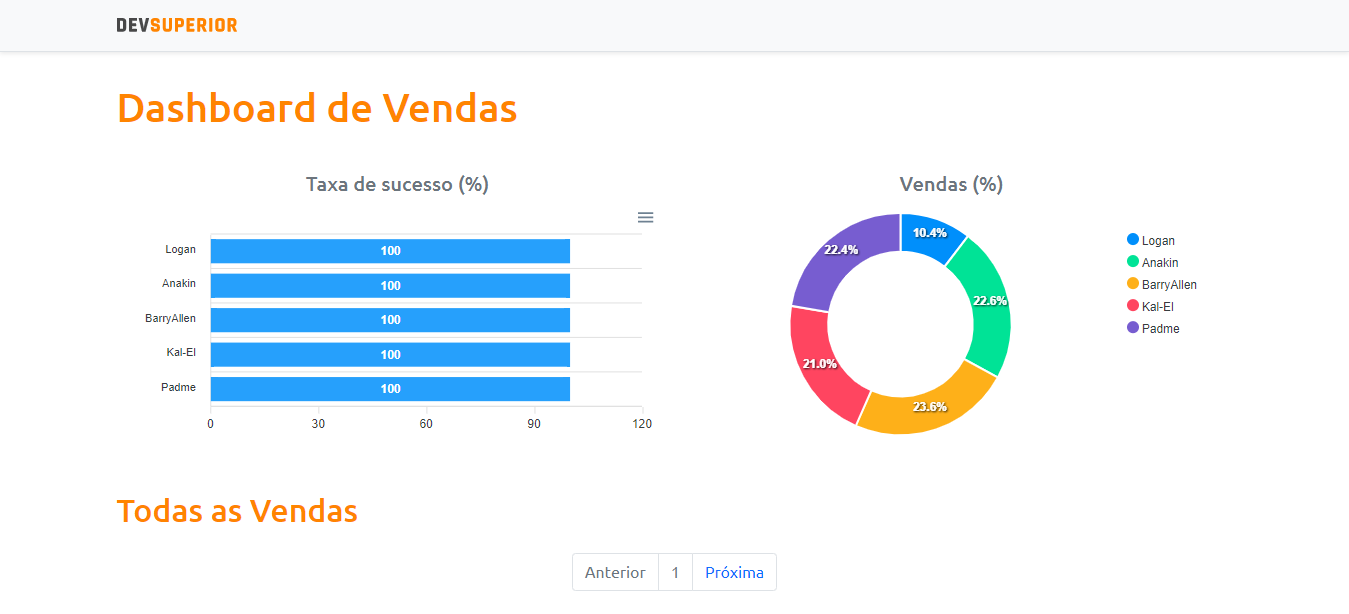 DEVSUPERIOR
Dashboard de Vendas
Taxa de sucesso (%)
Logan
100
Anakin
100
BarryAllen
100
Kal-El
100
Padme
100
0 30 60 90 120
Vendas (%)
10.4%
22.6%
23.6%
21.0%
22.4%
Logan
Anakin
BarryAllen
Kal-El
Padme
Todas as Vendas
Anterior 1 Próxima